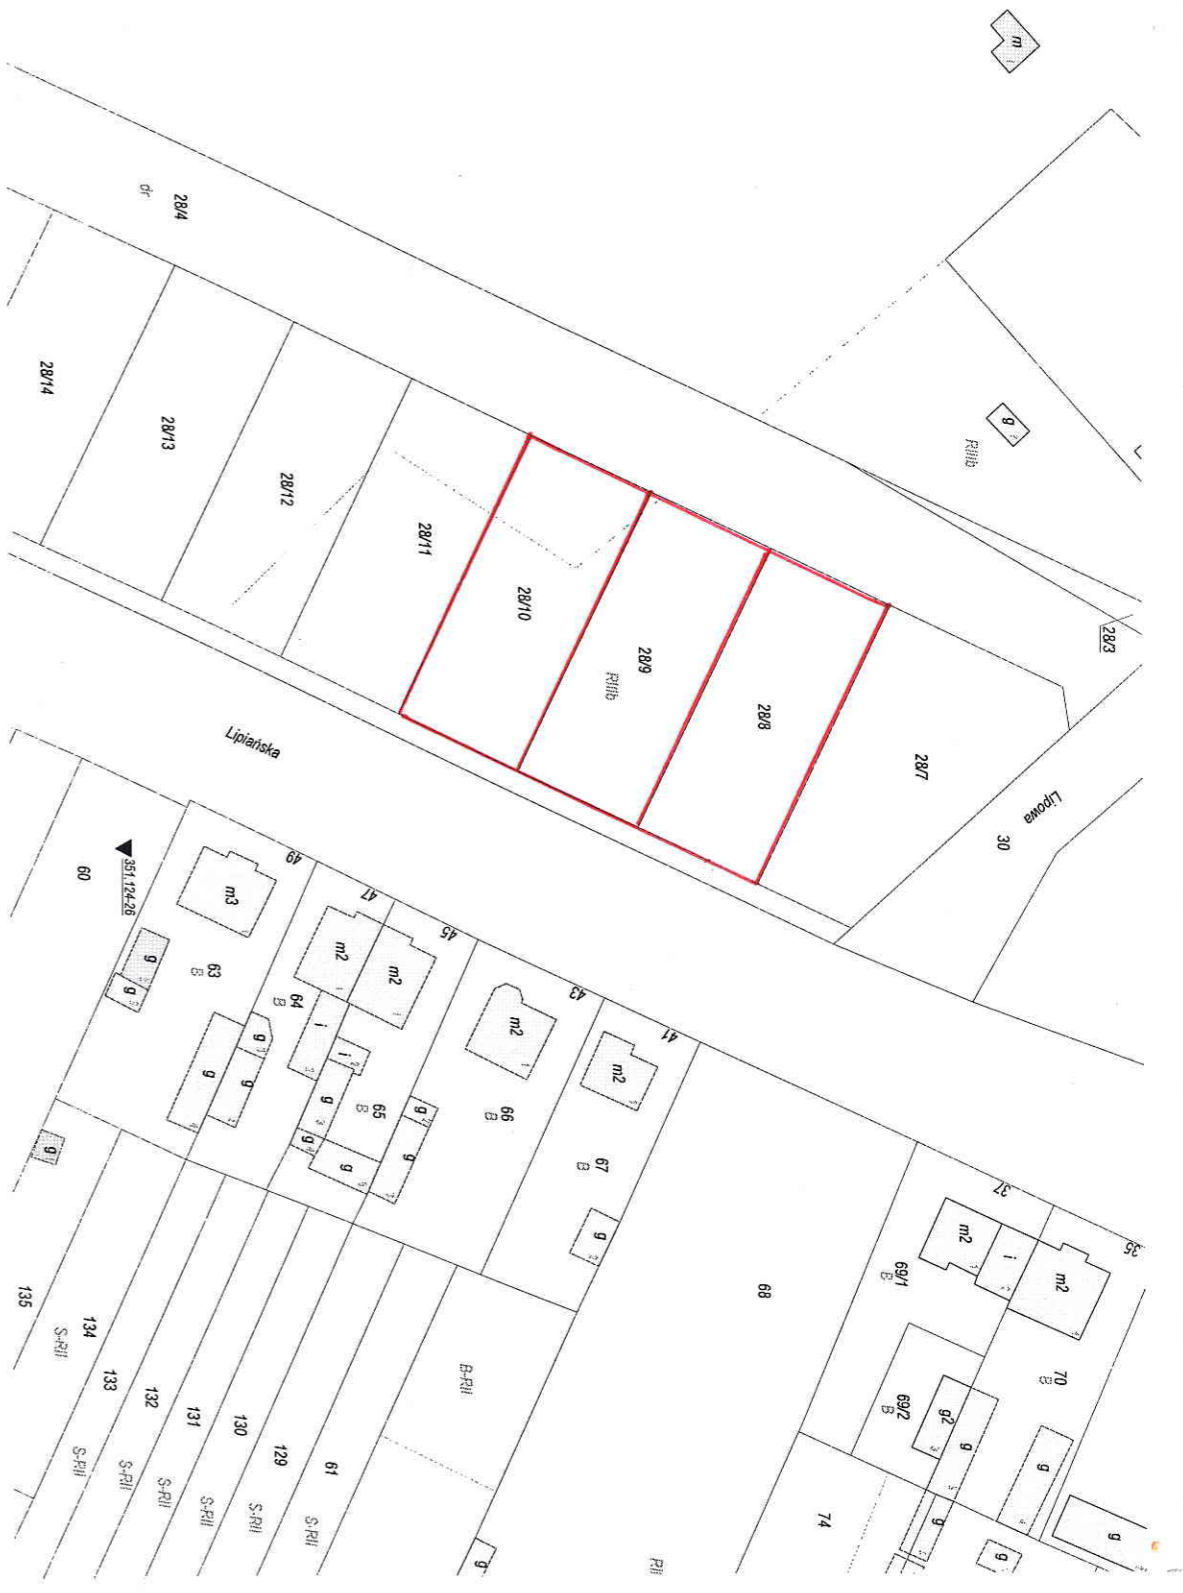 m
28/4
dr
g
RIIIb
28/3
28/14
28/13
28/12
28/11
28/10
28/9
RIIIb
28/8
28/7
Lipowa
30
Lipiańska
60
351.124-26
49
m3
63
B
g
g
47
m2
m2
64
B
i
i
g
g
g
45
65
B
g
g
g
g
g
43
m2
66
B
41
m2
67
B
g
g
68
37
m2
i
m2
35
69/1
B
70
B
69/2
B
g2
g
g
g
g
g
74
135
134
S-RII
133
S-RII
132
S-RII
131
S-RII
130
S-RII
129
S-RII
61
S-RII
B-RII
g
RII